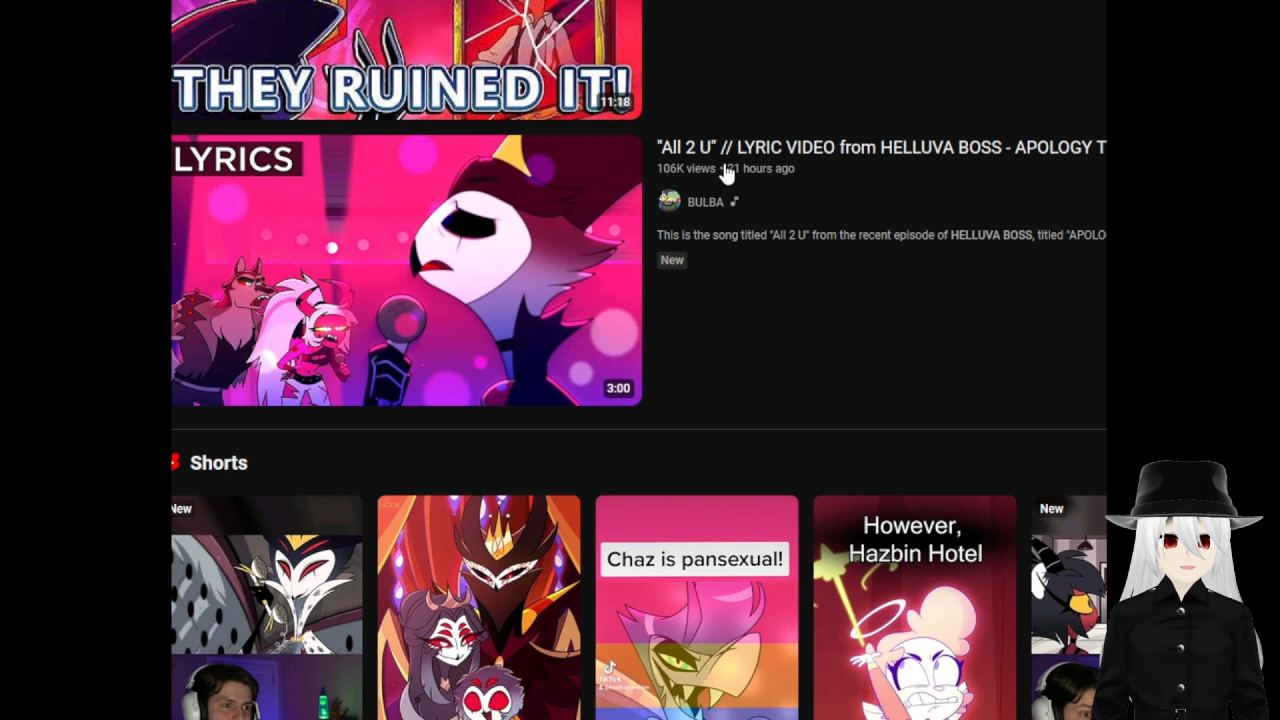 THEY RUINED IT!
11:18
LYRICS
"All 2 U" // LYRIC VIDEO from HELLUVA BOSS - APOLOGY T
106K views • 21 hours ago
BULBA
This is the song titled "All 2 U" from the recent episode of HELLUVA BOSS, titled "APOLO
New
3:00
Shorts
New
Chaz is pansexual!
TikTok
However,
Hazbin Hotel
New